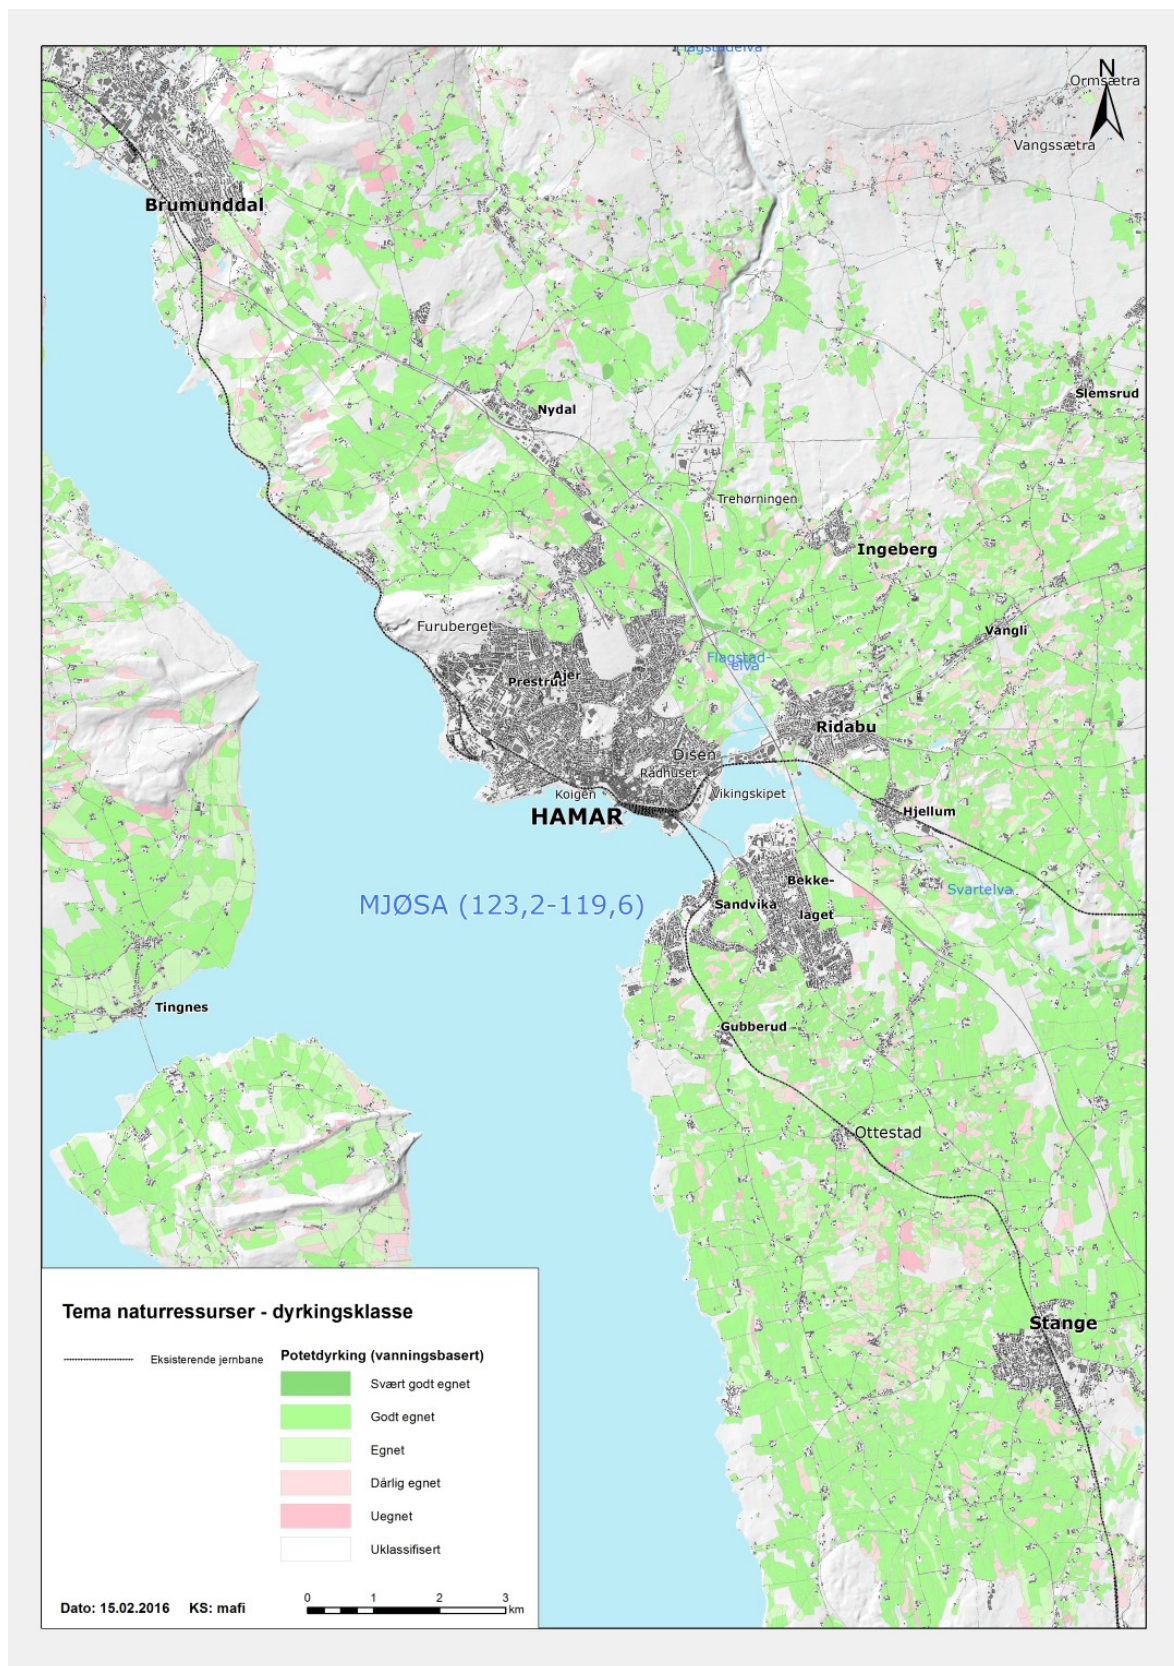 Flagstadelva
N
Ormsætra
Vangssætra
Brumunddal
Slemsrud
Nydal
Trehørningen
Ingeberg
Furuberget
Vangli
Flagstad-
elva
Prestrud
Ajer
Ridabu
Disen
Rådhuset
Koigen
Vikingskipet
HAMAR
Hjellum
Bekke-
laget
Svartelva
MJØSA (123,2-119,6)
Sandvika
Tingnes
Gubberud
Ottestad
Stange
Tema naturressurser - dyrkingsklasse
Eksisterende jernbane
Potetdyrking (vanningsbasert)
Svært godt egnet
Godt egnet
Egnet
Dårlig egnet
Uegnet
Uklassifisert
Dato: 15.02.2016 KS: mafi
0 1 2 3
km